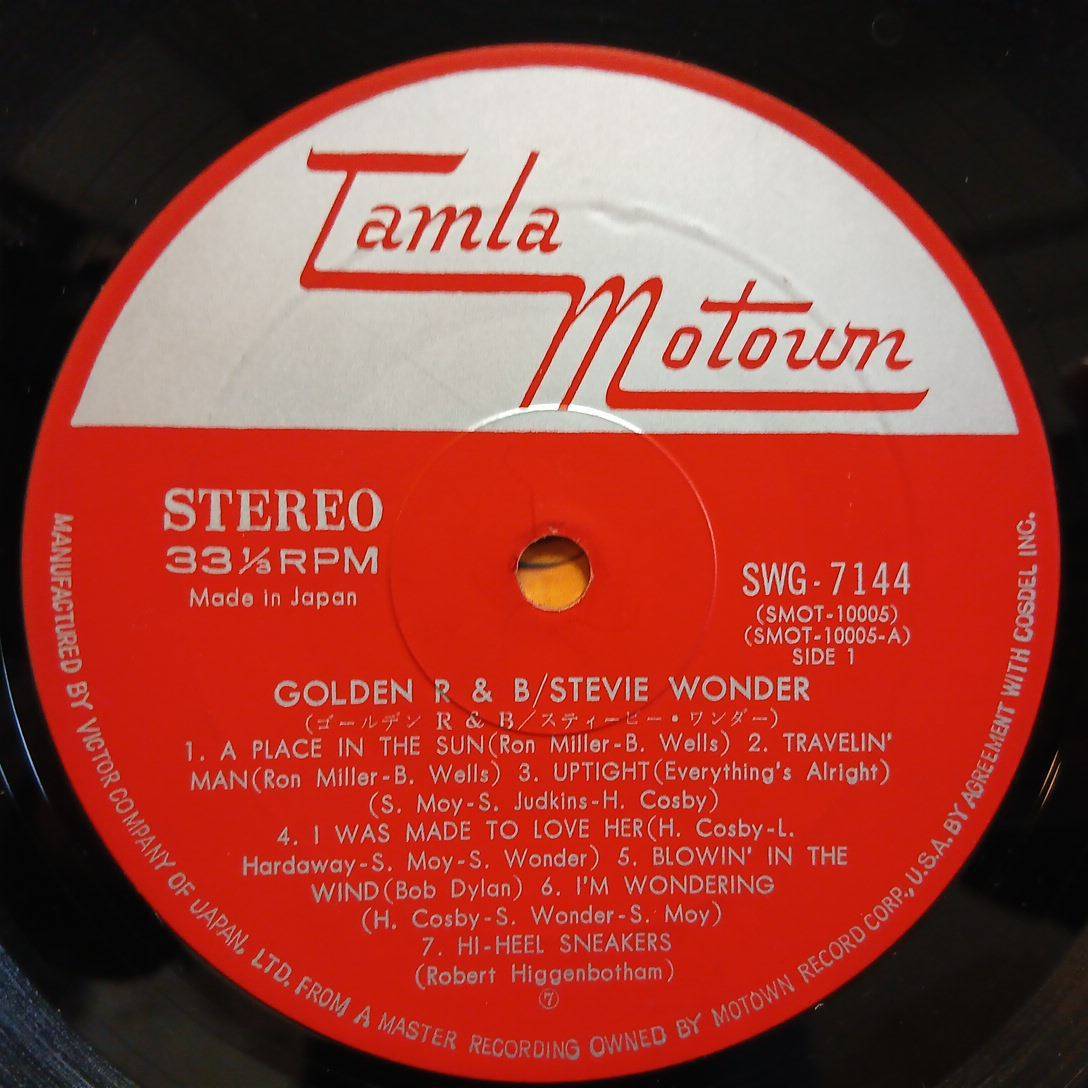 Tamla
Motown
STEREO
33⅓RPM
Made in Japan
SWG-7144
(SMOT-10005)
(SMOT-10005-A)
SIDE 1
GOLDEN R & B/STEVIE WONDER
(ゴールデン R & B/スティービー・ワンダー)
1. A PLACE IN THE SUN(Ron Miller-B. Wells) 2. TRAVELIN'
MAN(Ron Miller-B. Wells) 3. UPTIGHT(Everything's Alright)
(S. Moy-S. Judkins-H. Cosby)
4. I WAS MADE TO LOVE HER(H. Cosby-L.
Hardaway-S. Moy-S. Wonder) 5. BLOWIN' IN THE
WIND(Bob Dylan) 6. I'M WONDERING
(H. Cosby-S. Wonder-S. Moy)
7. HI-HEEL SNEAKERS
(Robert Higgenbotham)
⑦
MANUFACTURED BY VICTOR COMPANY OF JAPAN, LTD. FROM A MASTER RECORDING OWNED BY MOTOWN RECORD CORP., U.S.A. BY AGREEMENT WITH COSDEL INC.